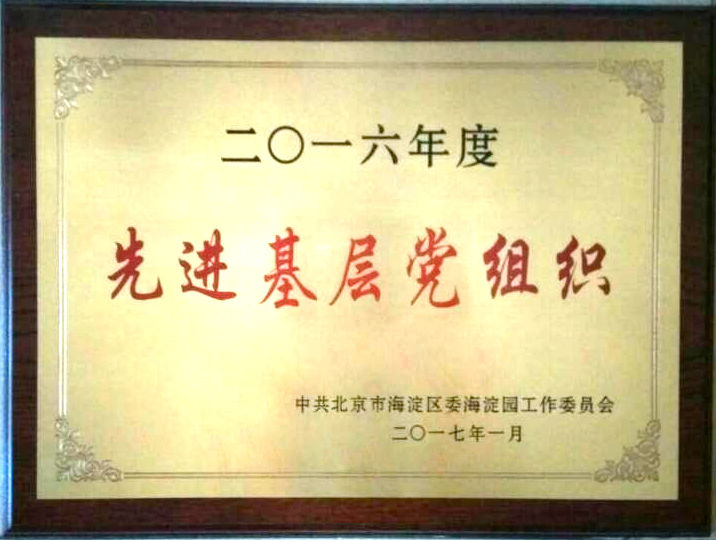 二〇一六年度
先进基层党组织
中共北京市海淀区委海淀园工作委员会
二〇一七年一月